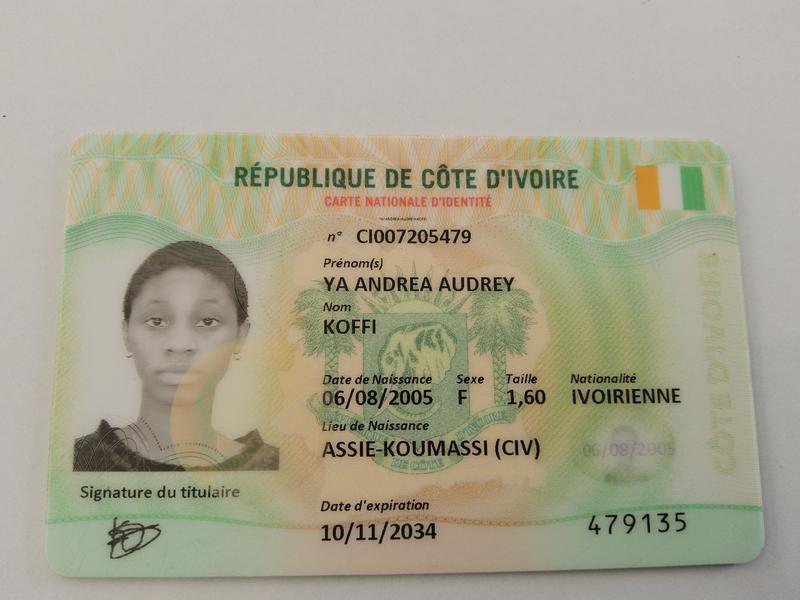 RÉPUBLIQUE DE CÔTE D'IVOIRE
CARTE NATIONALE D'IDENTITÉ
n° CI007205479
Prénom(s)
YA ANDREA AUDREY
Nom
KOFFI
Date de Naissance Sexe Taille Nationalité
06/08/2005 F 1,60 IVOIRIENNE
Lieu de Naissance
ASSIE-KOUMASSI (CIV)
06/08/2005
CÔTE D'IVOIRE
Signature du titulaire
Date d'expiration
10/11/2034
479135